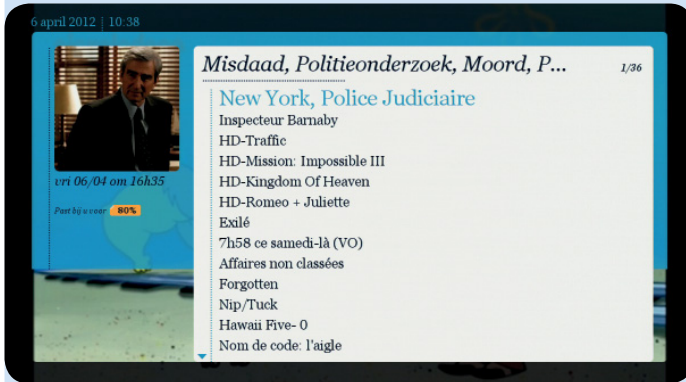 6 april 2012 | 10:38
Misdaad, Politieonderzoek, Moord, P...
1/36
New York, Police Judiciaire
Inspecteur Barnaby
HD-Traffic
HD-Mission: Impossible III
HD-Kingdom Of Heaven
HD-Romeo + Juliette
Exilé
7h58 ce samedi-là (VO)
Affaires non classées
Forgotten
Nip/Tuck
Hawaii Five- 0
Nom de code: l'aigle
vri 06/04 om 16h35
Past bij u voor 80%